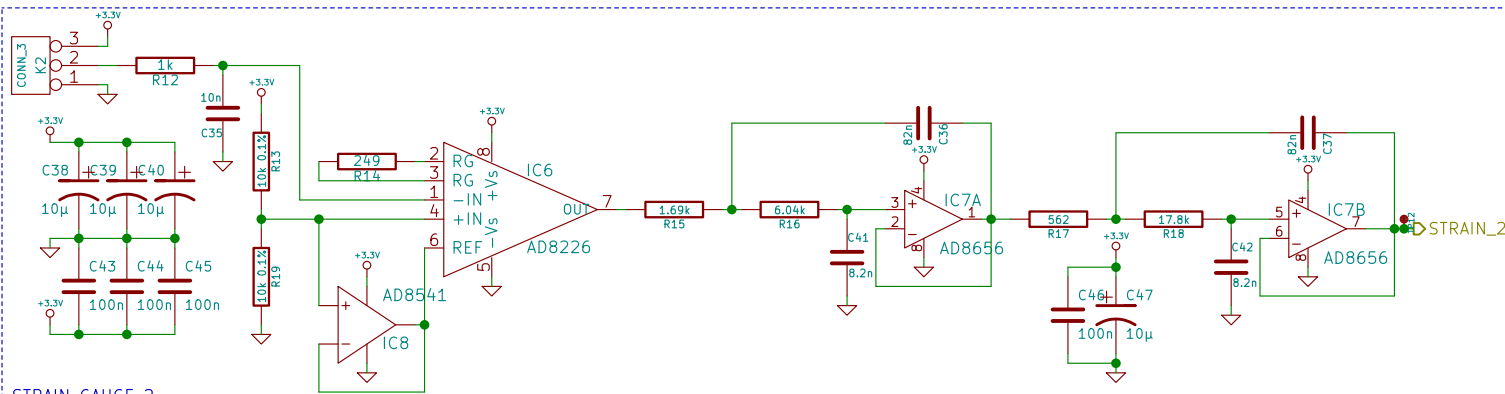 +3.3V
CONN_3
K2
3
2
1
1k
R12
10n
C35
+3.3V
10k 0.1%
R13
10k 0.1%
R19
+3.3V
C38
C39
C40
10µ
10µ
10µ
C43
C44
C45
100n
100n
100n
+3.3V
249
R14
+3.3V
8
2
RG
3
RG
1
-IN
4
+IN
6
REF
+Vs
-Vs
5
OUT
7
IC6
AD8226
+3.3V
AD8541
IC8
+
-
1.69k
R15
6.04k
R16
82n
C36
+3.3V
C41
8.2n
3
2
+
-
4
8
1
IC7A
AD8656
562
R17
17.8k
R18
+3.3V
C46
C47
100n
10µ
82n
C37
+3.3V
C42
8.2n
5
6
+
-
4
8
7
IC7B
AD8656
STRAIN_2
STRAIN GAUGE 2